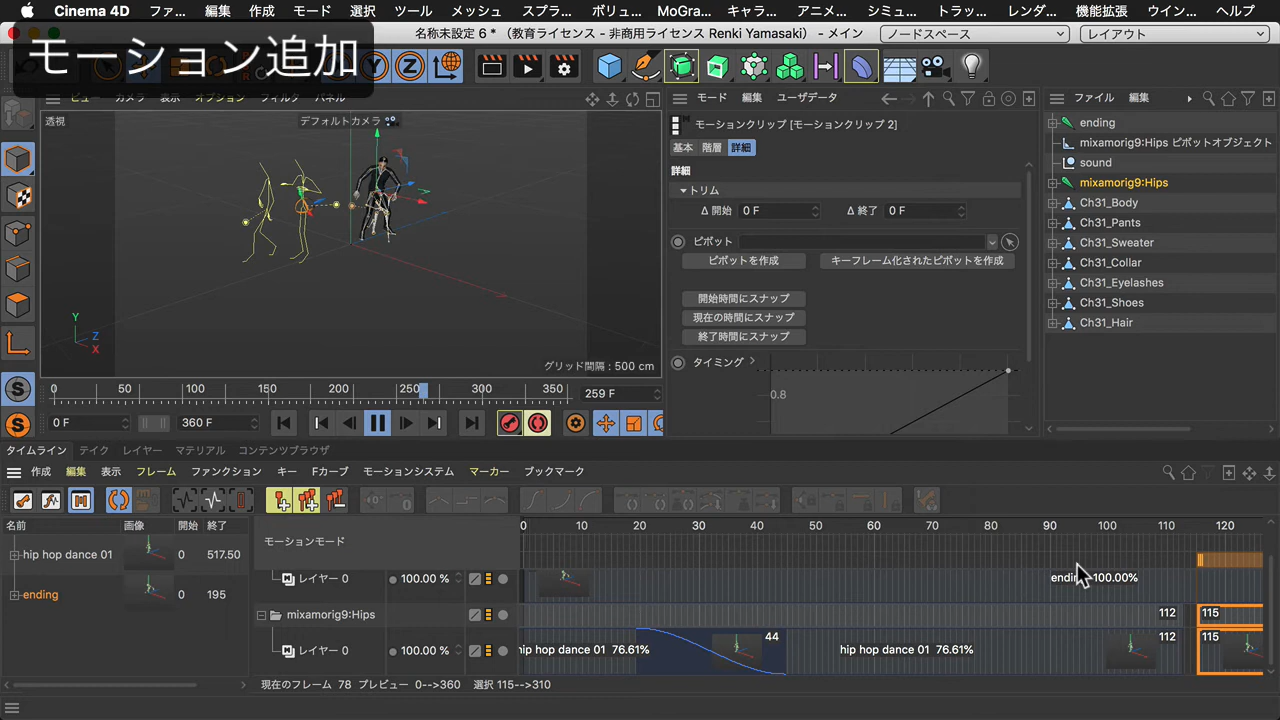 Cinema 4D ファ... 編集 作成 モード 選択 ツール メッシュ スプラ... ボリュ... MoGra... キャラ... アニメ... シミュ... トラッ... レンダ... 機能拡張 ウイン... ヘルプ
名称未設定 6 * （教育ライセンス - 非商用ライセンス Renki Yamasaki） - メイン
ノードスペース
レイアウト
モーション追加
ビュー カメラ 表示 オプション フィルタ パネル
透視
デフォルトカメラ
グリッド間隔 : 500 cm
Y
Z
X
0 50 100 150 200 250 300 350
259 F
0 F
360 F
モード 編集 ユーザデータ
モーションクリップ [モーションクリップ 2]
基本 階層 詳細
詳細
トリム
Δ 開始 0 F Δ 終了 0 F
ピボット
ピボットを作成 キーフレーム化されたピボットを作成
開始時間にスナップ
現在の時間にスナップ
終了時間にスナップ
タイミング
0.8
ファイル 編集
ending
mixamorig9:Hips ピボットオブジェクト
sound
mixamorig9:Hips
Ch31_Body
Ch31_Pants
Ch31_Sweater
Ch31_Collar
Ch31_Eyelashes
Ch31_Shoes
Ch31_Hair
タイムライン テイク レイヤー マテリアル コンテンツブラウザ
作成 編集 表示 フレーム ファンクション キー Fカーブ モーションシステム マーカー ブックマーク
名前 画像 開始 終了
hip hop dance 01 0 517.50
ending 0 195
0 10 20 30 40 50 60 70 80 90 100 110 120
モーションモード
レイヤー 0 100.00 %
ending 100.00%
mixamorig9:Hips 112 115
レイヤー 0 100.00 %
hip hop dance 01 76.61% 44 hip hop dance 01 76.61% 112 115
現在のフレーム 78 プレビュー 0-->360 選択 115-->310